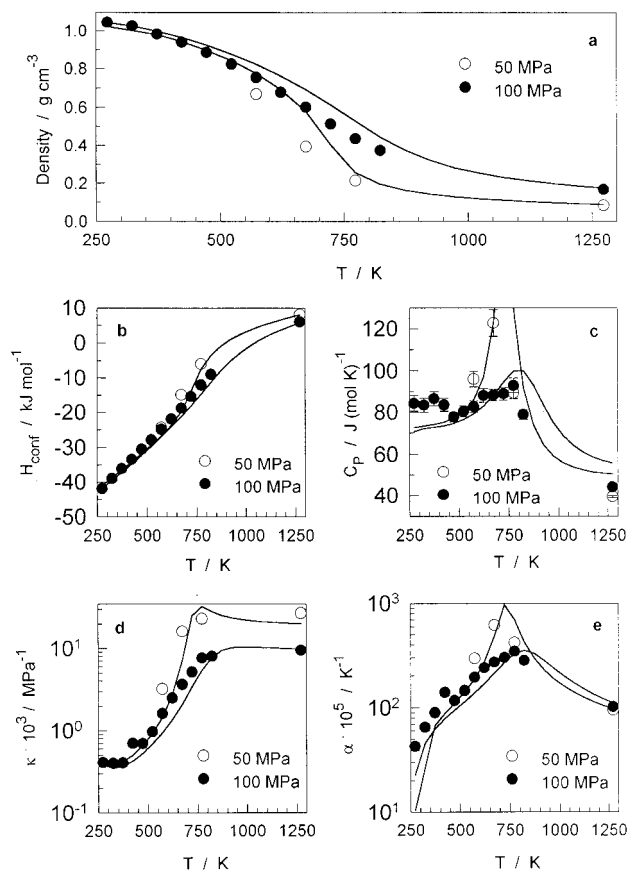 1.2
1.0
0.8
0.6
0.4
0.2
0.0
Density / g cm⁻³
a
50 MPa
100 MPa
250 500 750 1000 1250
T / K
10
0
-10
-20
-30
-40
-50
H_conf / kJ mol⁻¹
b
50 MPa
100 MPa
250 500 750 1000 1250
T / K
120
100
80
60
40
C_P / J (mol K)⁻¹
c
50 MPa
100 MPa
250 500 750 1000 1250
T / K
10¹
10⁰
10⁻¹
κ · 10³ / MPa⁻¹
d
50 MPa
100 MPa
250 500 750 1000 1250
T / K
10³
10²
10¹
α · 10⁵ / K⁻¹
e
50 MPa
100 MPa
250 500 750 1000 1250
T / K